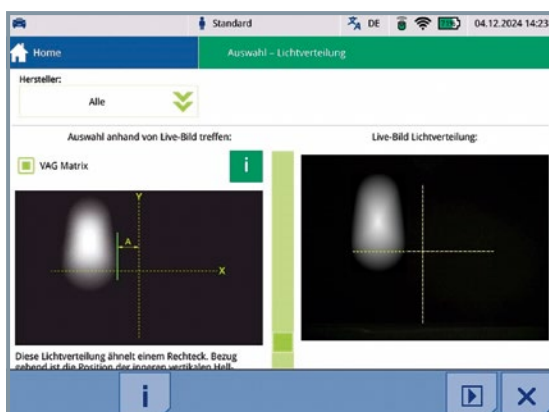 Standard
DE
04.12.2024 14:23
Home
Auswahl – Lichtverteilung
Hersteller:
Alle
Auswahl anhand von Live-Bild treffen:
Live-Bild Lichtverteilung:
VAG Matrix
i
Y
A
X
Diese Lichtverteilung ähnelt einem Rechteck. Bezug
gebend ist die Position der inneren vertikalen Hell-
i